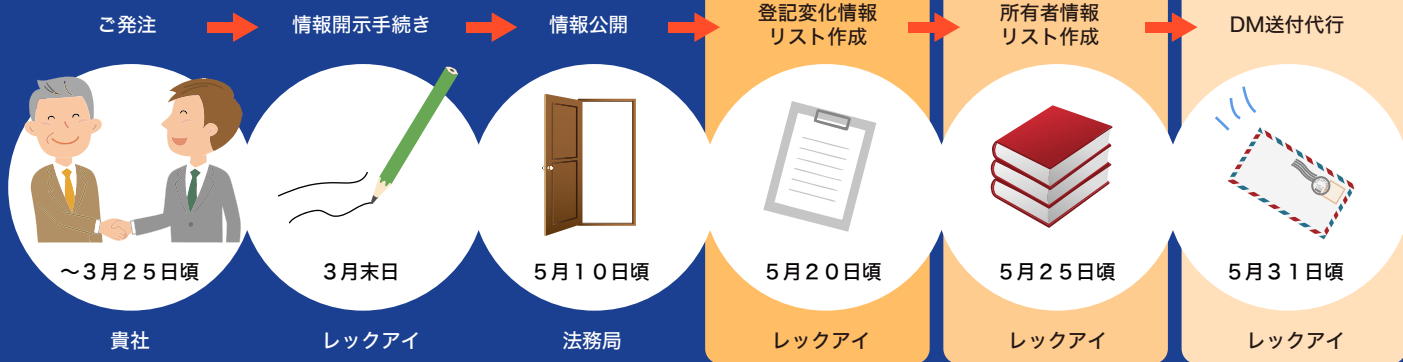 ご発注
情報開示手続き
情報公開
登記変化情報
リスト作成
所有者情報
リスト作成
DM送付代行
～３月２５日頃
３月末日
５月１０日頃
５月２０日頃
５月２５日頃
５月３１日頃
貴社
レックアイ
法務局
レックアイ
レックアイ
レックアイ